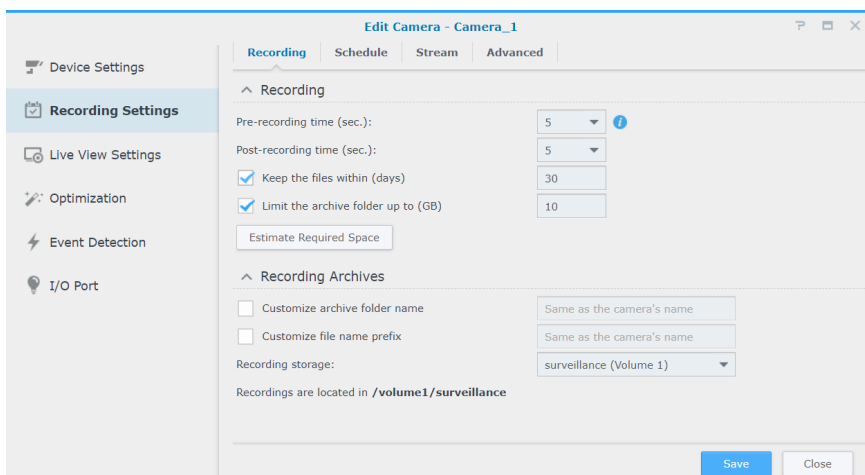 Edit Camera - Camera_1
Device Settings
Recording Settings
Live View Settings
Optimization
Event Detection
I/O Port
Recording Schedule Stream Advanced
Recording
Pre-recording time (sec.): 5
Post-recording time (sec.): 5
Keep the files within (days) 30
Limit the archive folder up to (GB) 10
Estimate Required Space
Recording Archives
Customize archive folder name Same as the camera's name
Customize file name prefix Same as the camera's name
Recording storage: surveillance (Volume 1)
Recordings are located in /volume1/surveillance
Save Close